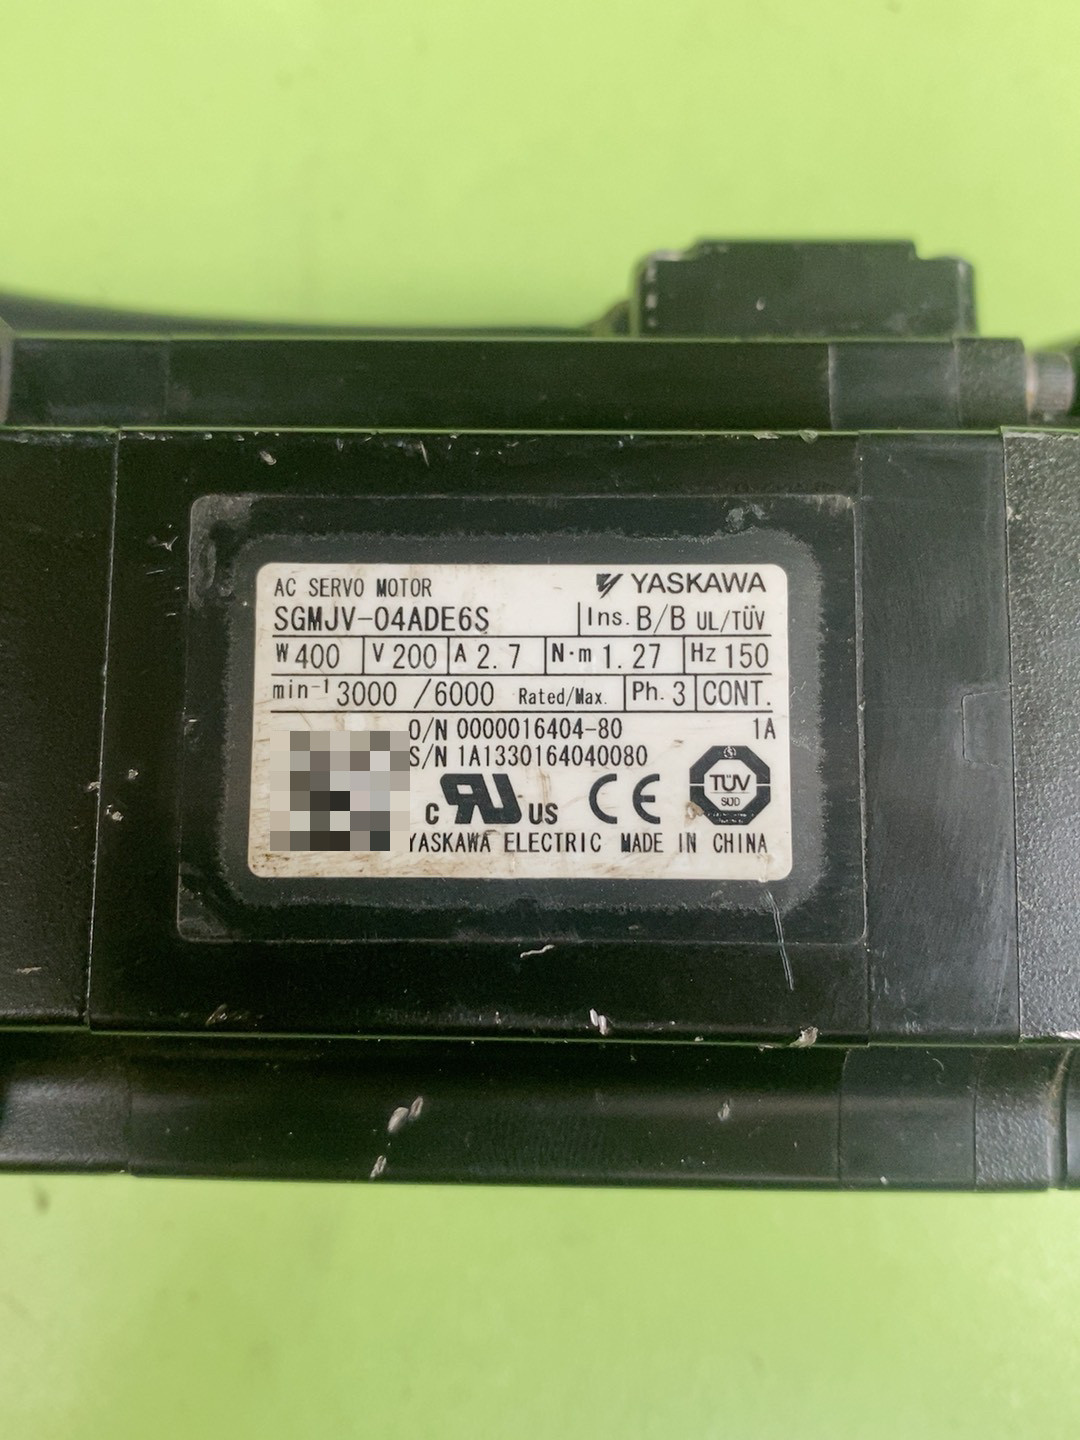 AC SERVO MOTOR YASKAWA
SGMJV-04ADE6S Ins. B/B UL/TÜV
W 400 V 200 A 2.7 N·m 1.27 Hz 150
min-1 3000 /6000 Rated/Max. Ph. 3 CONT.
O/N 0000016404-80 1A
S/N 1A1330164040080
TÜV
SÜD
c RU US CE
YASKAWA ELECTRIC MADE IN CHINA